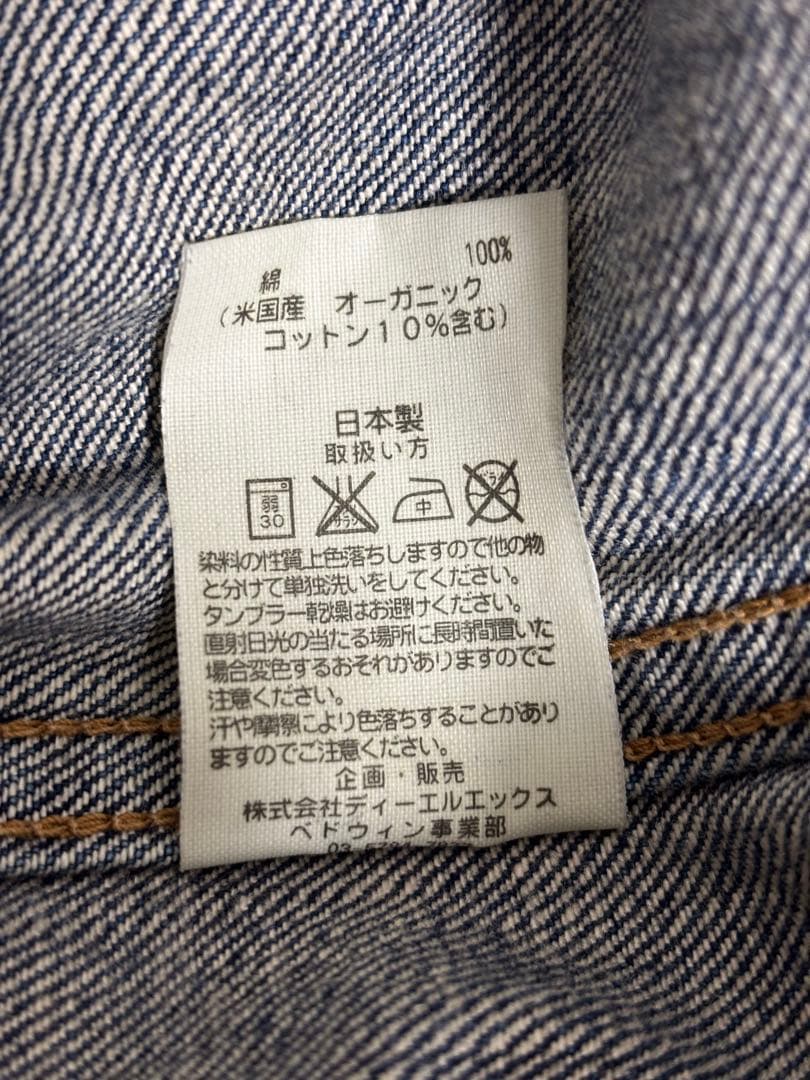 綿 100%
(米国産 オーガニック
コットン10%含む)
日本製
取扱い方
弱 30 サラシ 中 ドライ
染料の性質上色落ちしますので他の物
と分けて単独洗いをしてください。
タンブラー乾燥はお避けください。
直射日光の当たる場所に長時間置いた
場合変色するおそれがありますのでご
注意ください。
汗や摩擦により色落ちすることがあり
ますのでご注意ください。
企画・販売
株式会社ディーエルエックス
ベドウィン事業部